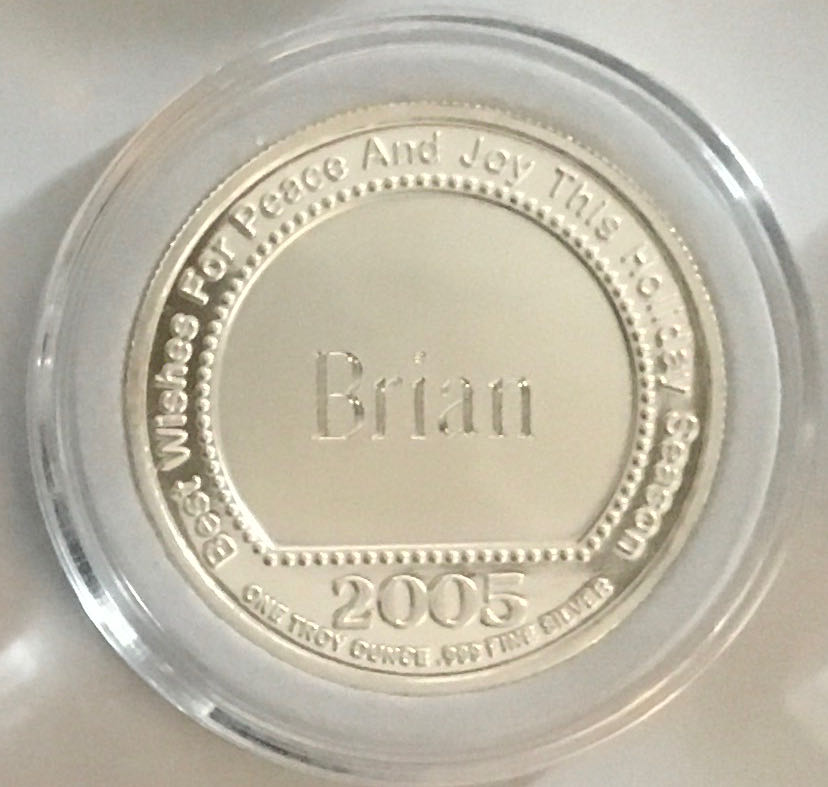 Best Wishes For Peace And Joy This Holiday Season
Brian
2005
ONE TROY OUNCE .999 FINE SILVER